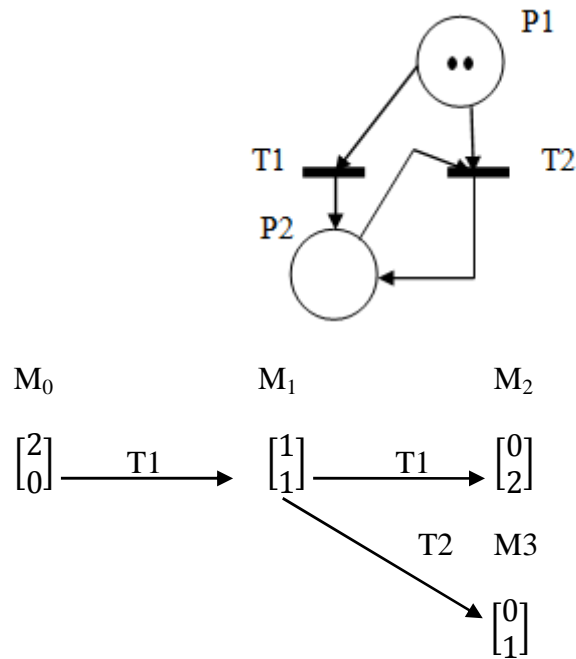 P1
T1 T2
P2
M₀ M₁ M₂
[2 0] T1 [1 1] T1 [0 2]
T2 M3
[0 1]